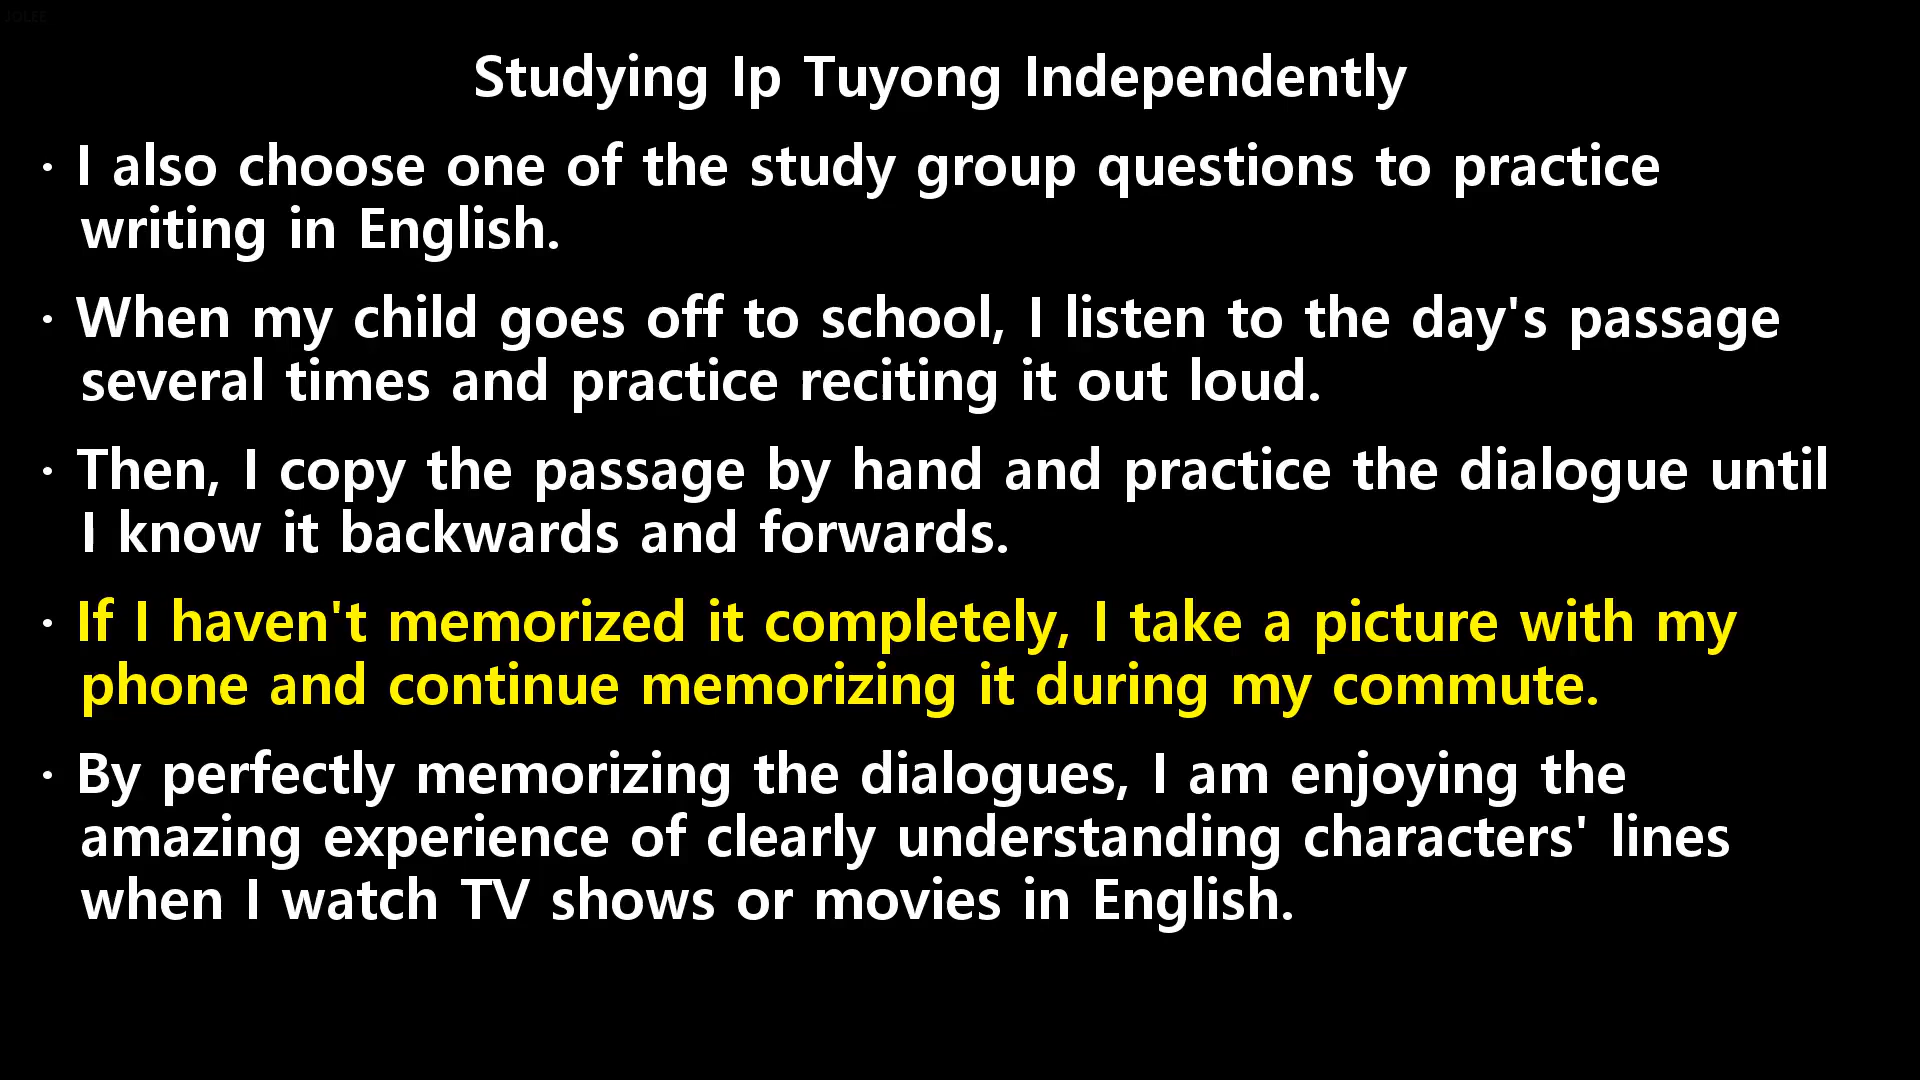 JOLEE
Studying Ip Tuyong Independently
· I also choose one of the study group questions to practice
writing in English.
· When my child goes off to school, I listen to the day's passage
several times and practice reciting it out loud.
· Then, I copy the passage by hand and practice the dialogue until
I know it backwards and forwards.
· If I haven't memorized it completely, I take a picture with my
phone and continue memorizing it during my commute.
· By perfectly memorizing the dialogues, I am enjoying the
amazing experience of clearly understanding characters' lines
when I watch TV shows or movies in English.